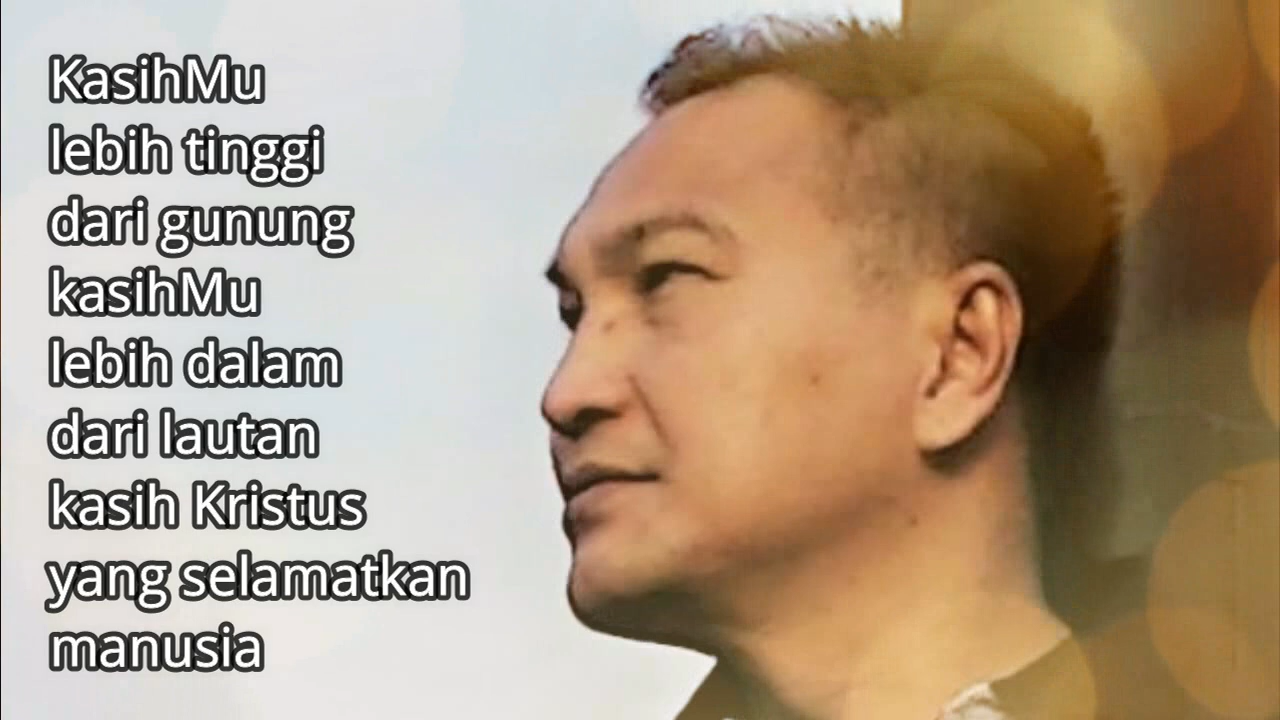 KasihMu
lebih tinggi
dari gunung
kasihMu
lebih dalam
dari lautan
kasih Kristus
yang selamatkan
manusia